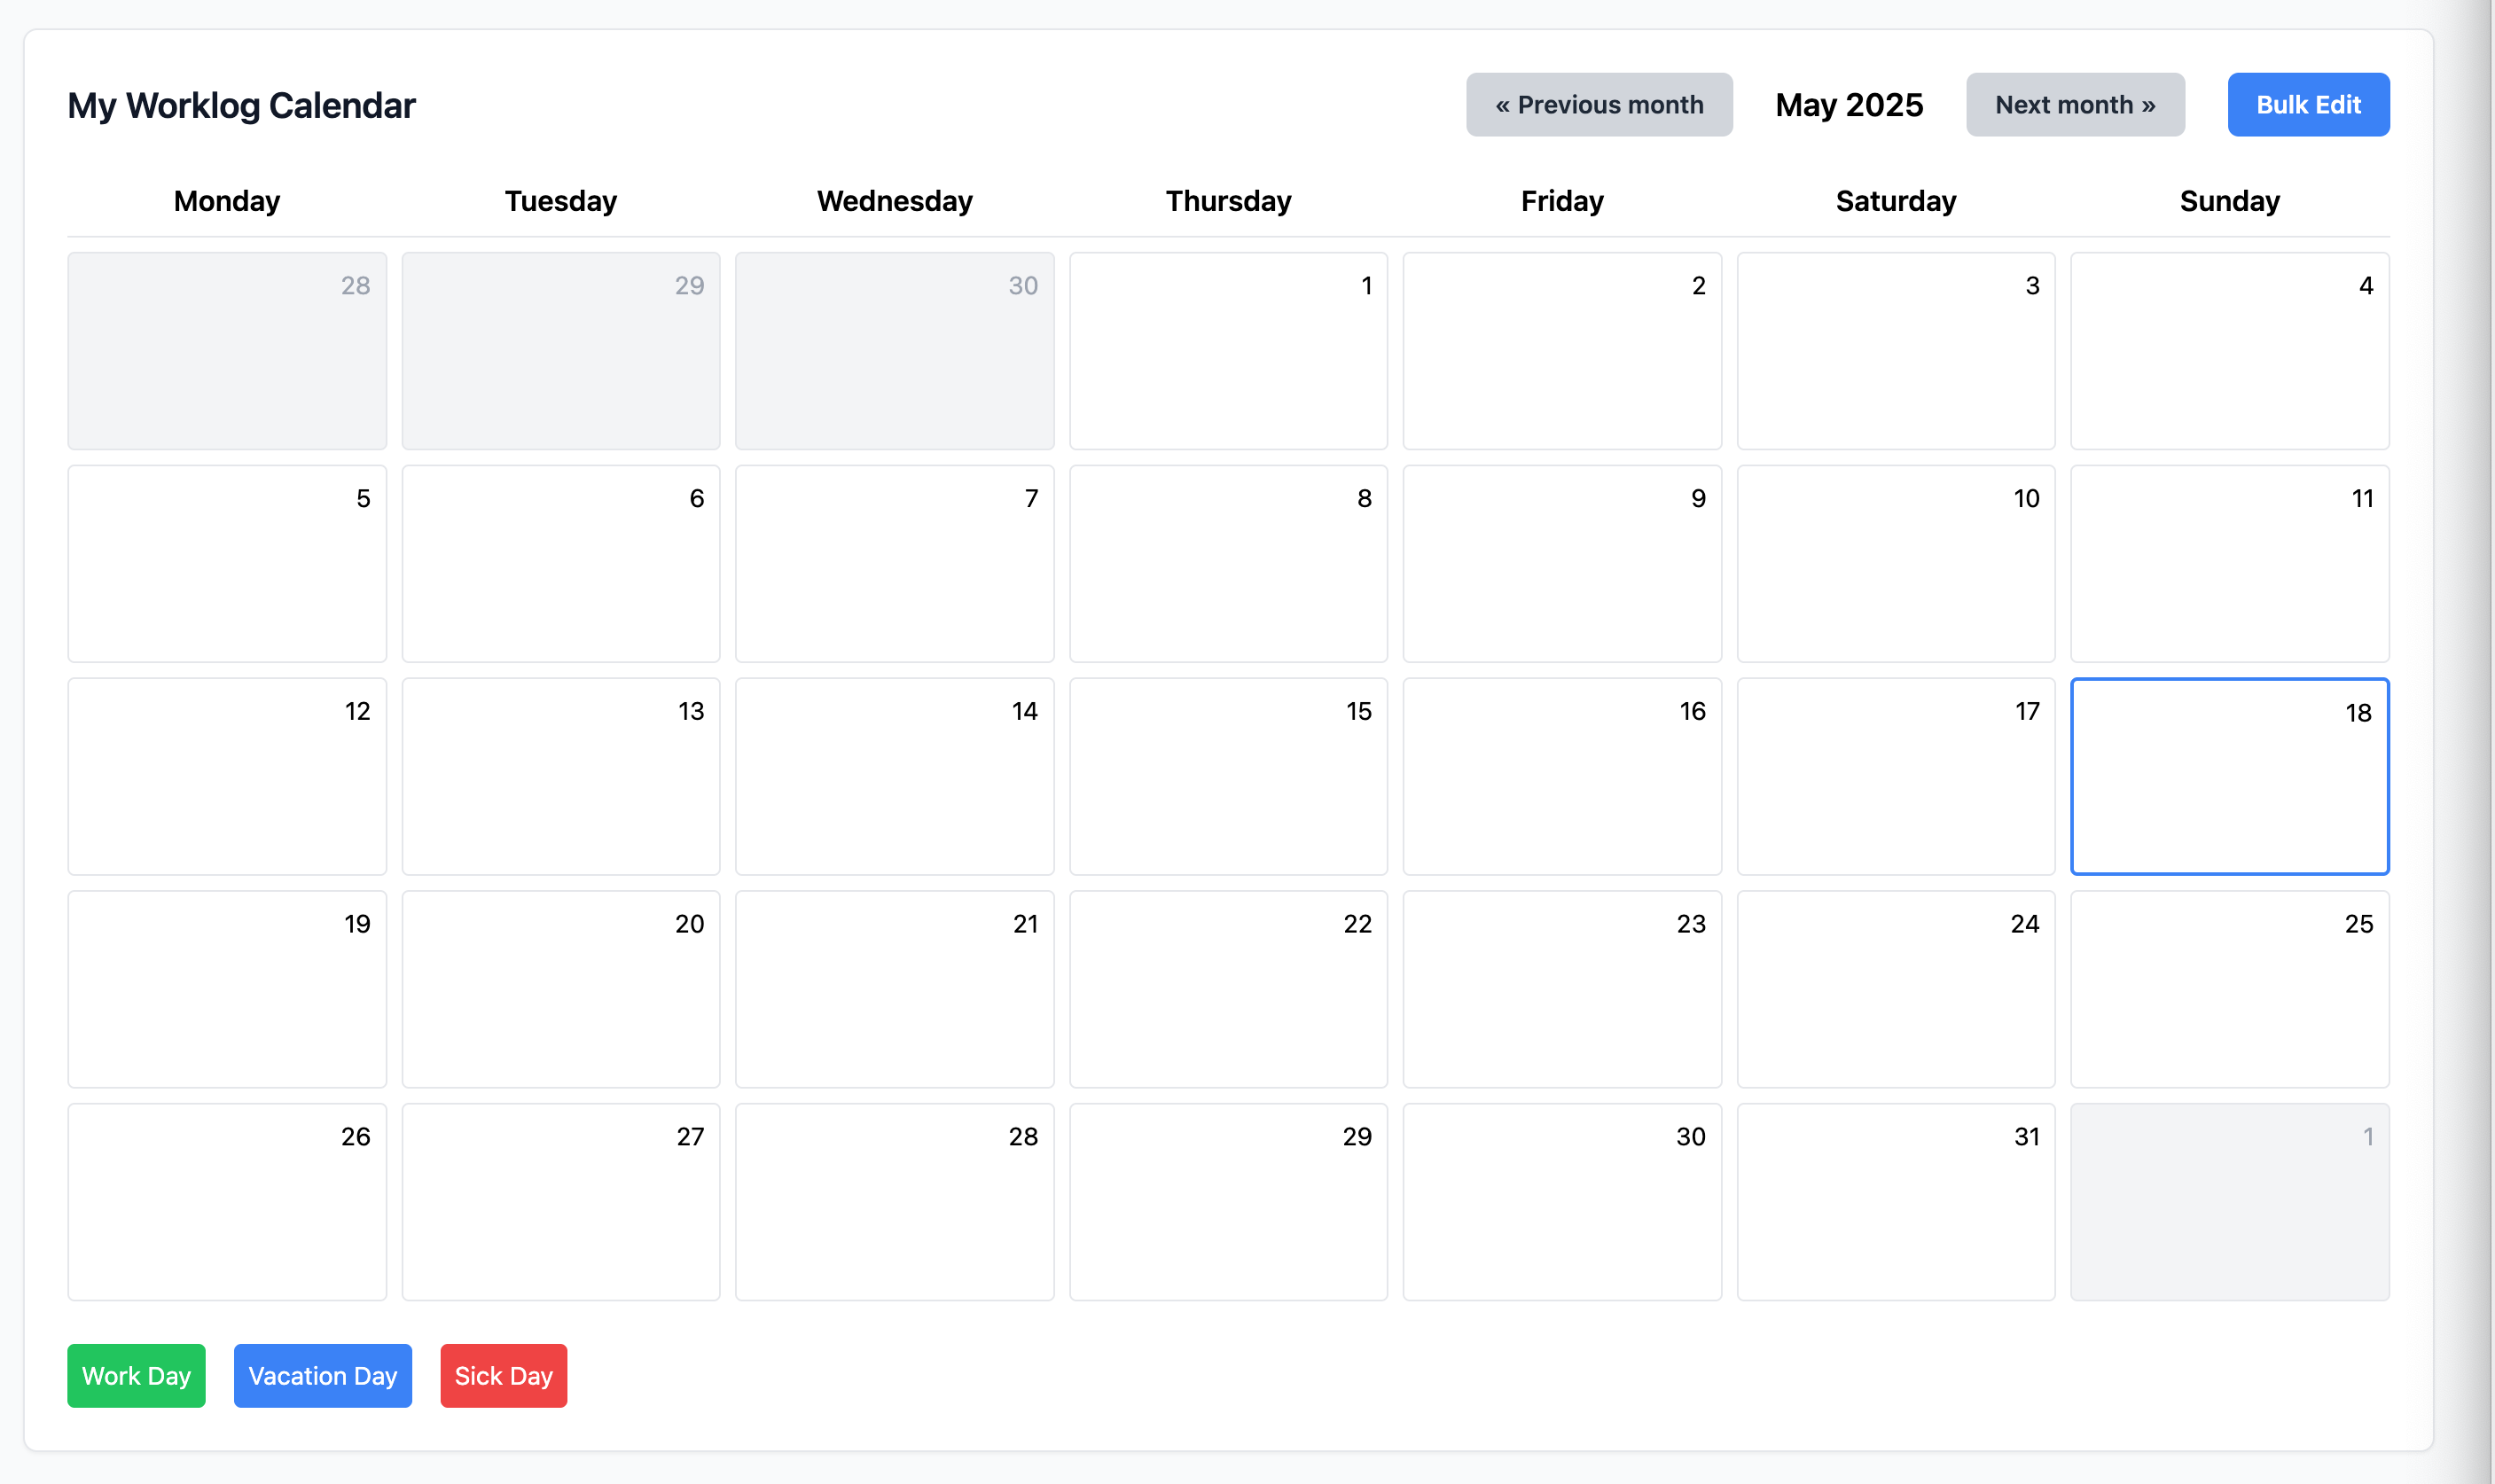 My Worklog Calendar « Previous month May 2025 Next month » Bulk Edit
Monday Tuesday Wednesday Thursday Friday Saturday Sunday
28 29 30 1 2 3 4
5 6 7 8 9 10 11
12 13 14 15 16 17 18
19 20 21 22 23 24 25
26 27 28 29 30 31 1
Work Day Vacation Day Sick Day